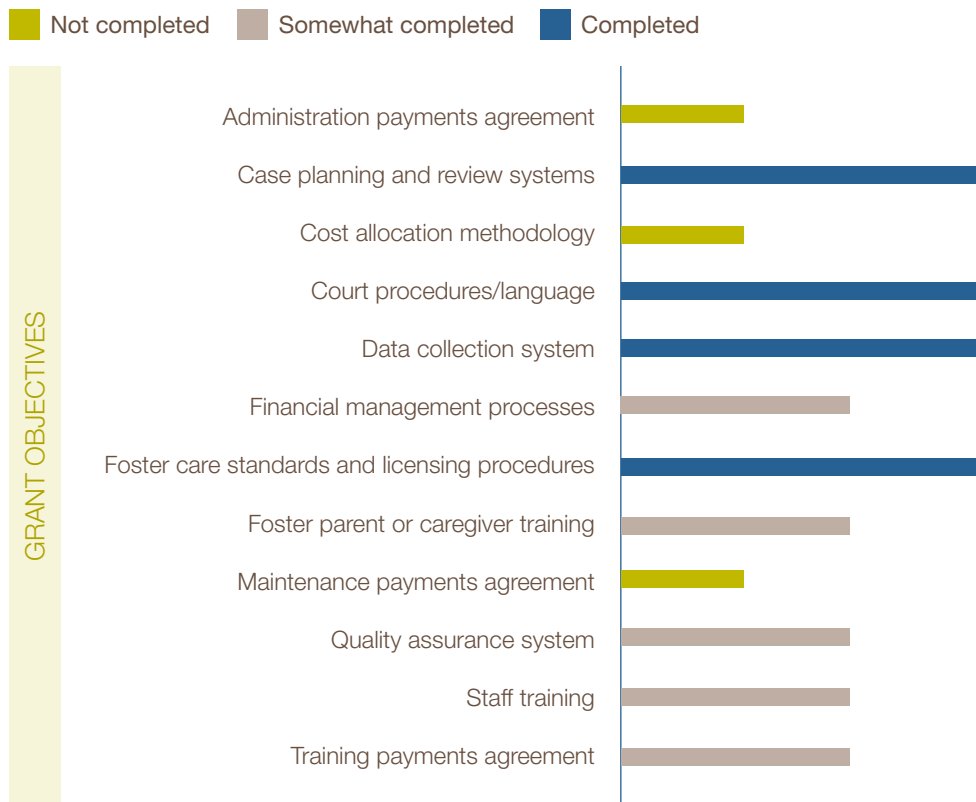 Not completed Somewhat completed Completed
GRANT OBJECTIVES
Administration payments agreement
Case planning and review systems
Cost allocation methodology
Court procedures/language
Data collection system
Financial management processes
Foster care standards and licensing procedures
Foster parent or caregiver training
Maintenance payments agreement
Quality assurance system
Staff training
Training payments agreement